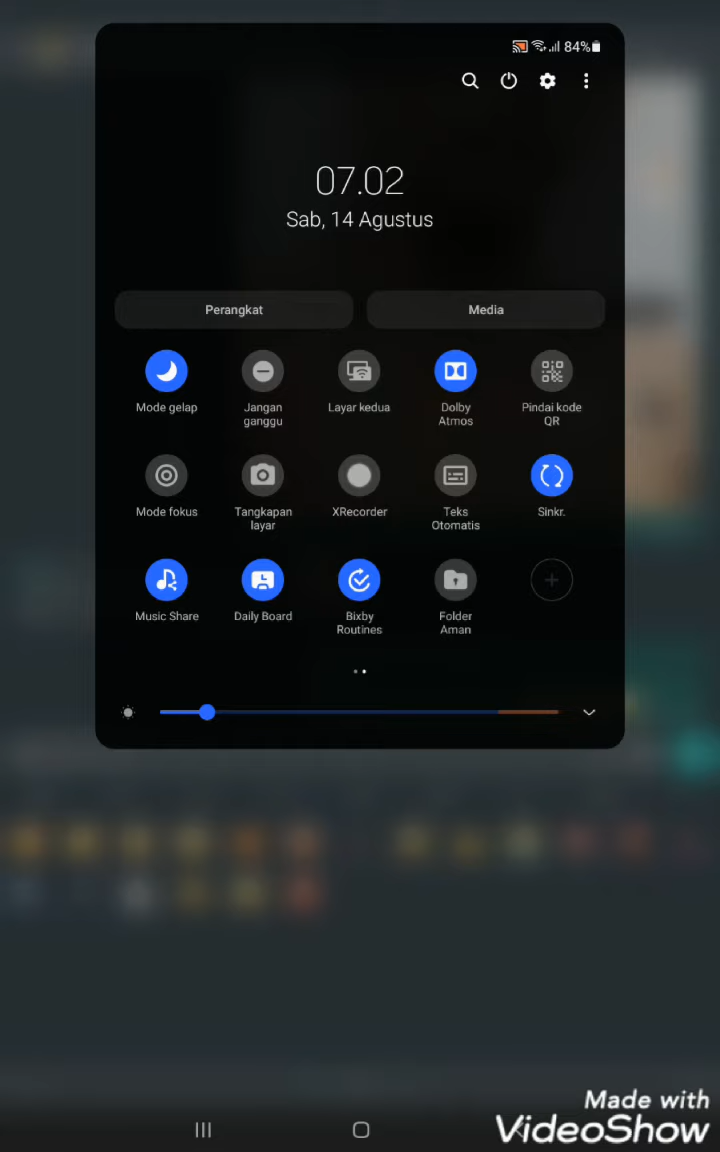 84%
07.02
Sab, 14 Agustus
Perangkat
Media
Mode gelap
Jangan
ganggu
Layar kedua
Dolby
Atmos
Pindai kode
QR
Mode fokus
Tangkapan
layar
XRecorder
Teks
Otomatis
Sinkr.
Music Share
Daily Board
Bixby
Routines
Folder
Aman
Made with
VideoShow